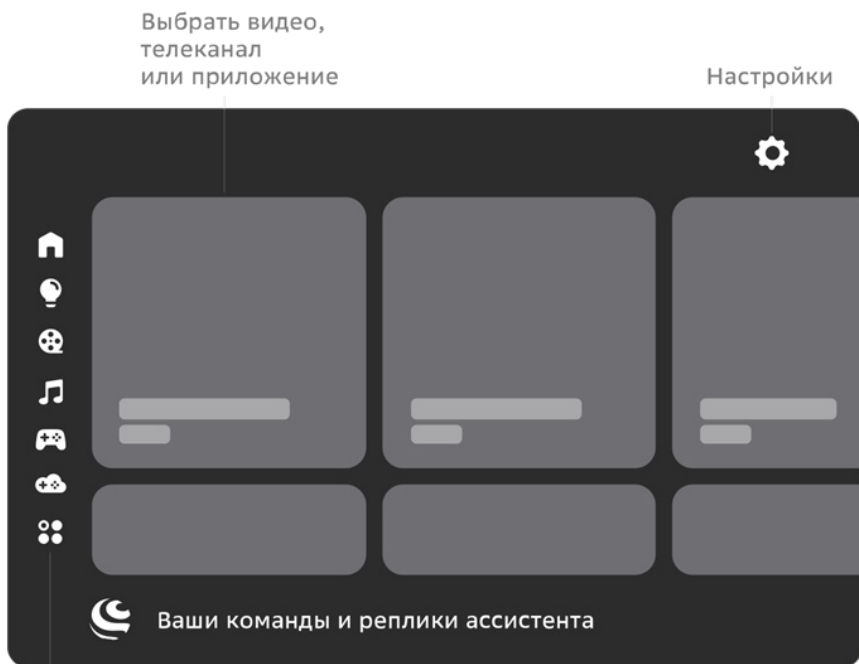 Выбрать видео,
телеканал
или приложение
Настройки
Ваши команды и реплики ассистента